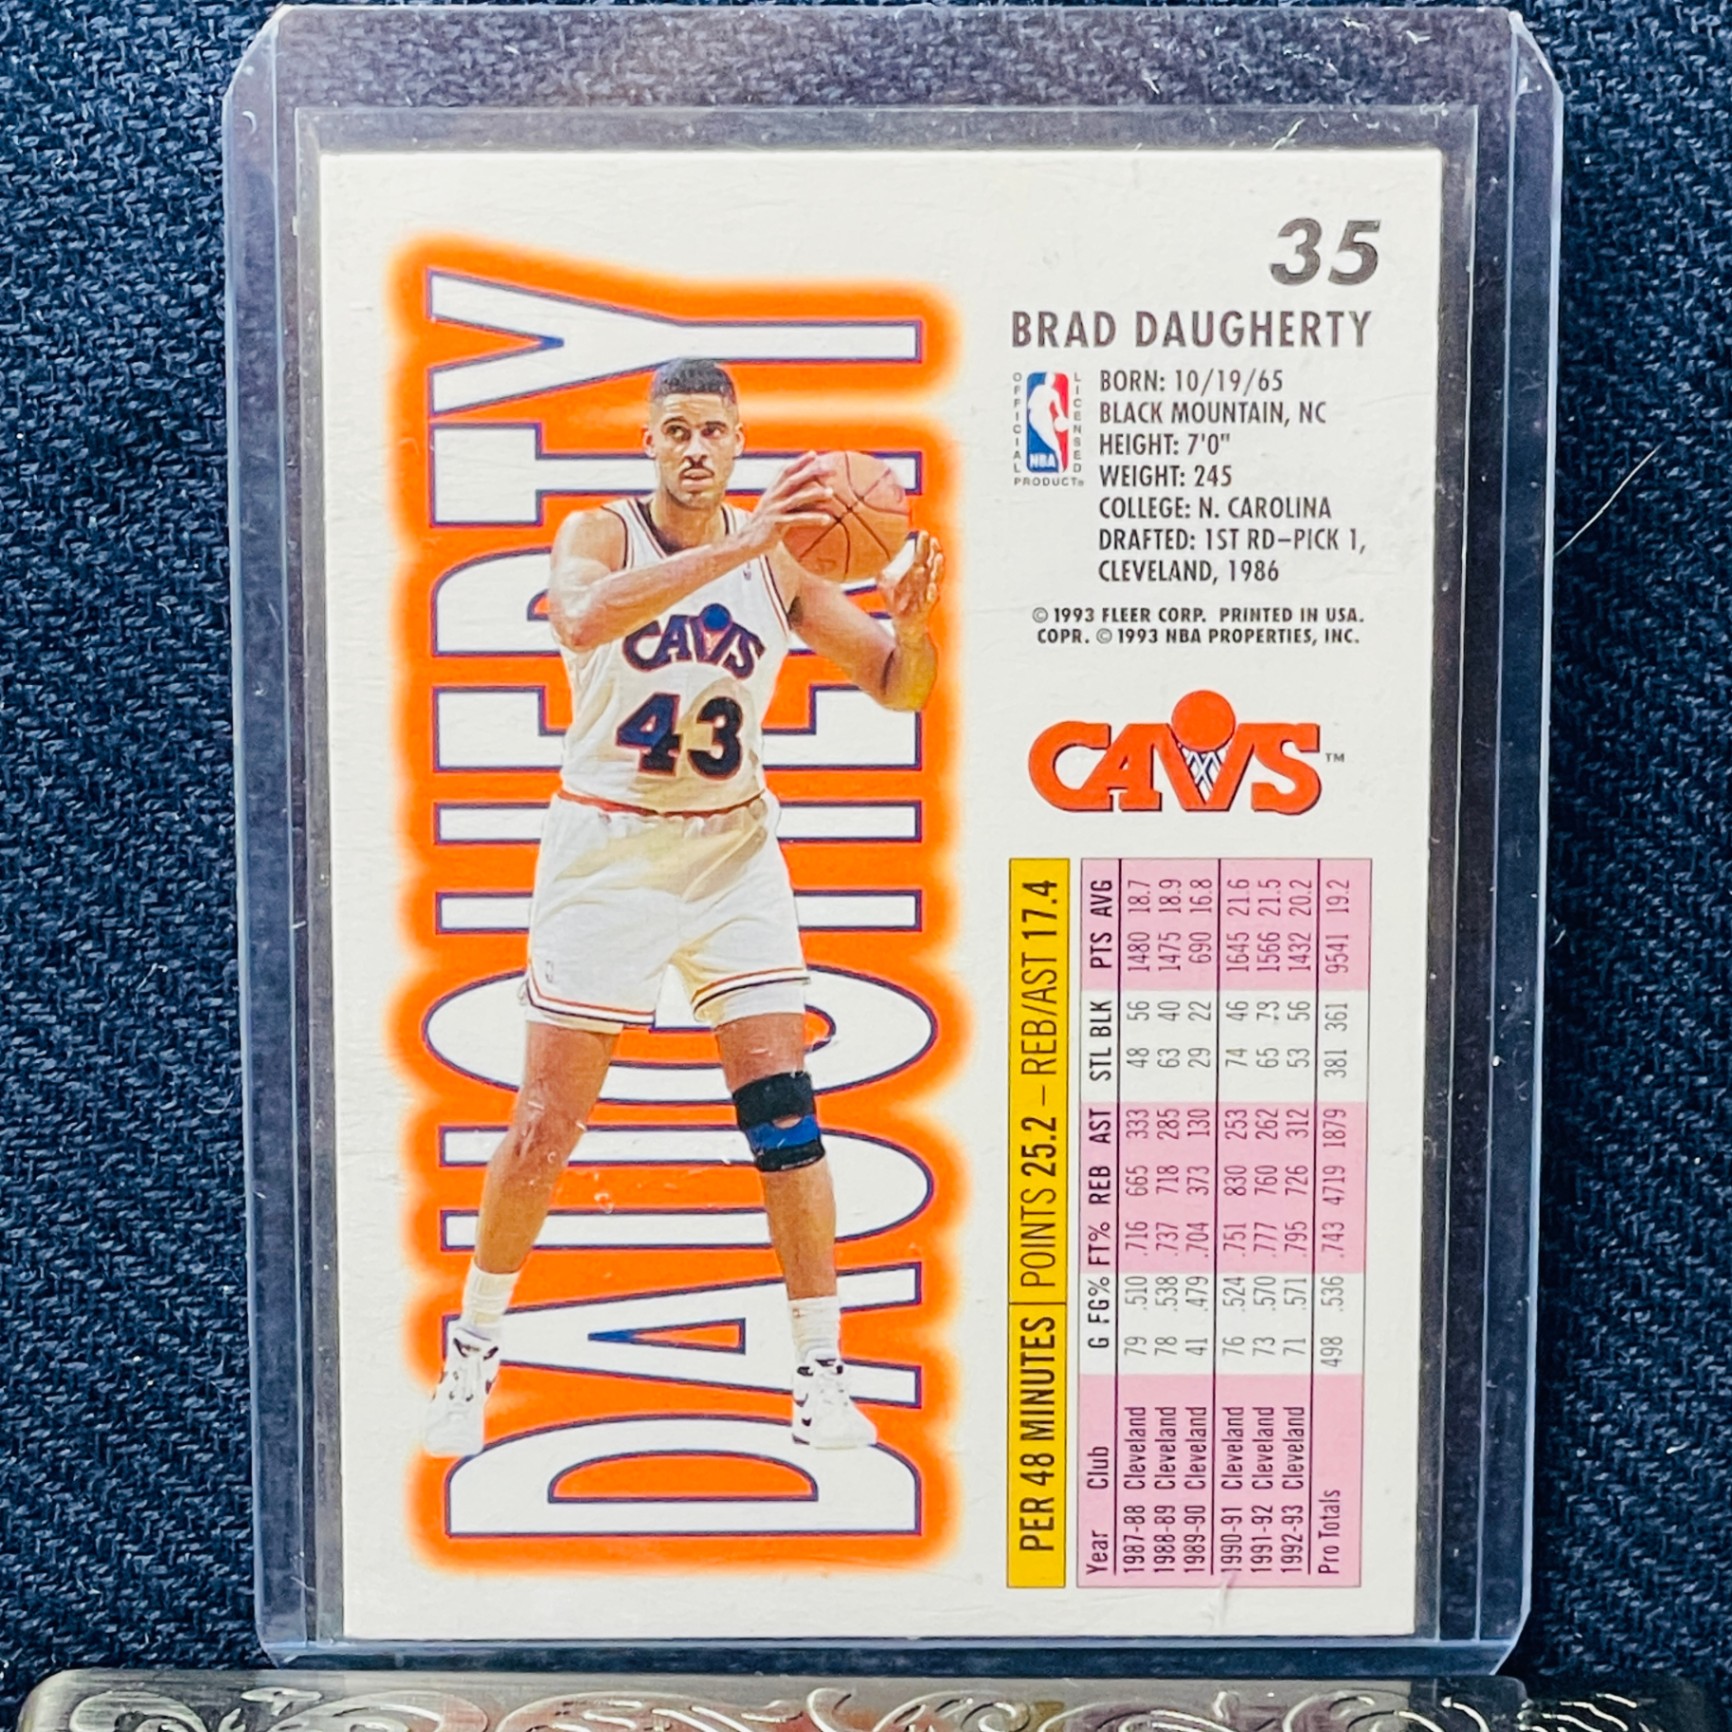 35
BRAD DAUGHERTY
OFFICIAL LICENSED
NBA
PRODUCT®
BORN: 10/19/65
BLACK MOUNTAIN, NC
HEIGHT: 7'0"
WEIGHT: 245
COLLEGE: N. CAROLINA
DRAFTED: 1ST RD–PICK 1,
CLEVELAND, 1986
© 1993 FLEER CORP. PRINTED IN USA.
COPR. © 1993 NBA PROPERTIES, INC.
CAVS™
DAUGHERTY
CAVS
43
PER 48 MINUTES | POINTS 25.2 – REB/AST 17.4
Year Club G FG% FT% REB AST STL BLK PTS AVG
1987-88 Cleveland 79 .510 .716 665 333 48 56 1480 18.7
1988-89 Cleveland 78 .538 .737 718 285 63 40 1475 18.9
1989-90 Cleveland 41 .479 .704 373 130 29 22 690 16.8
1990-91 Cleveland 76 .524 .751 830 253 74 46 1645 21.6
1991-92 Cleveland 73 .570 .777 760 262 65 73 1566 21.5
1992-93 Cleveland 71 .571 .795 726 312 53 56 1432 20.2
Pro Totals 498 .536 .743 4719 1879 381 361 9541 19.2